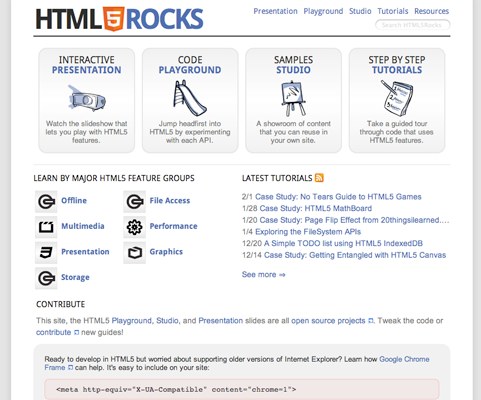 HTML5ROCKS
Presentation Playground Studio Tutorials Resources
Search HTML5Rocks
INTERACTIVE
PRESENTATION
Watch the slideshow that
lets you play with HTML5
features.
CODE
PLAYGROUND
Jump headfirst into
HTML5 by experimenting
with each API.
SAMPLES
STUDIO
A showroom of content
that you can reuse in
your own site.
STEP BY STEP
TUTORIALS
Take a guided tour
through code that uses
HTML5 features.
LEARN BY MAJOR HTML5 FEATURE GROUPS
Offline
File Access
Multimedia
Performance
Presentation
Graphics
Storage
LATEST TUTORIALS
2/1 Case Study: No Tears Guide to HTML5 Games
1/28 Case Study: HTML5 MathBoard
1/20 Case Study: Page Flip Effect from 20thingsilearned....
1/4 Exploring the FileSystem APIs
12/20 A Simple TODO list using HTML5 IndexedDB
12/14 Case Study: Getting Entangled with HTML5 Canvas
See more ⇒
CONTRIBUTE
This site, the HTML5 Playground, Studio, and Presentation slides are all open source projects. Tweak the code or
contribute new guides!
Ready to develop in HTML5 but worried about supporting older versions of Internet Explorer? Learn how Google Chrome
Frame can help. It's easy to include on your site:
<meta http-equiv="X-UA-Compatible" content="chrome=1">